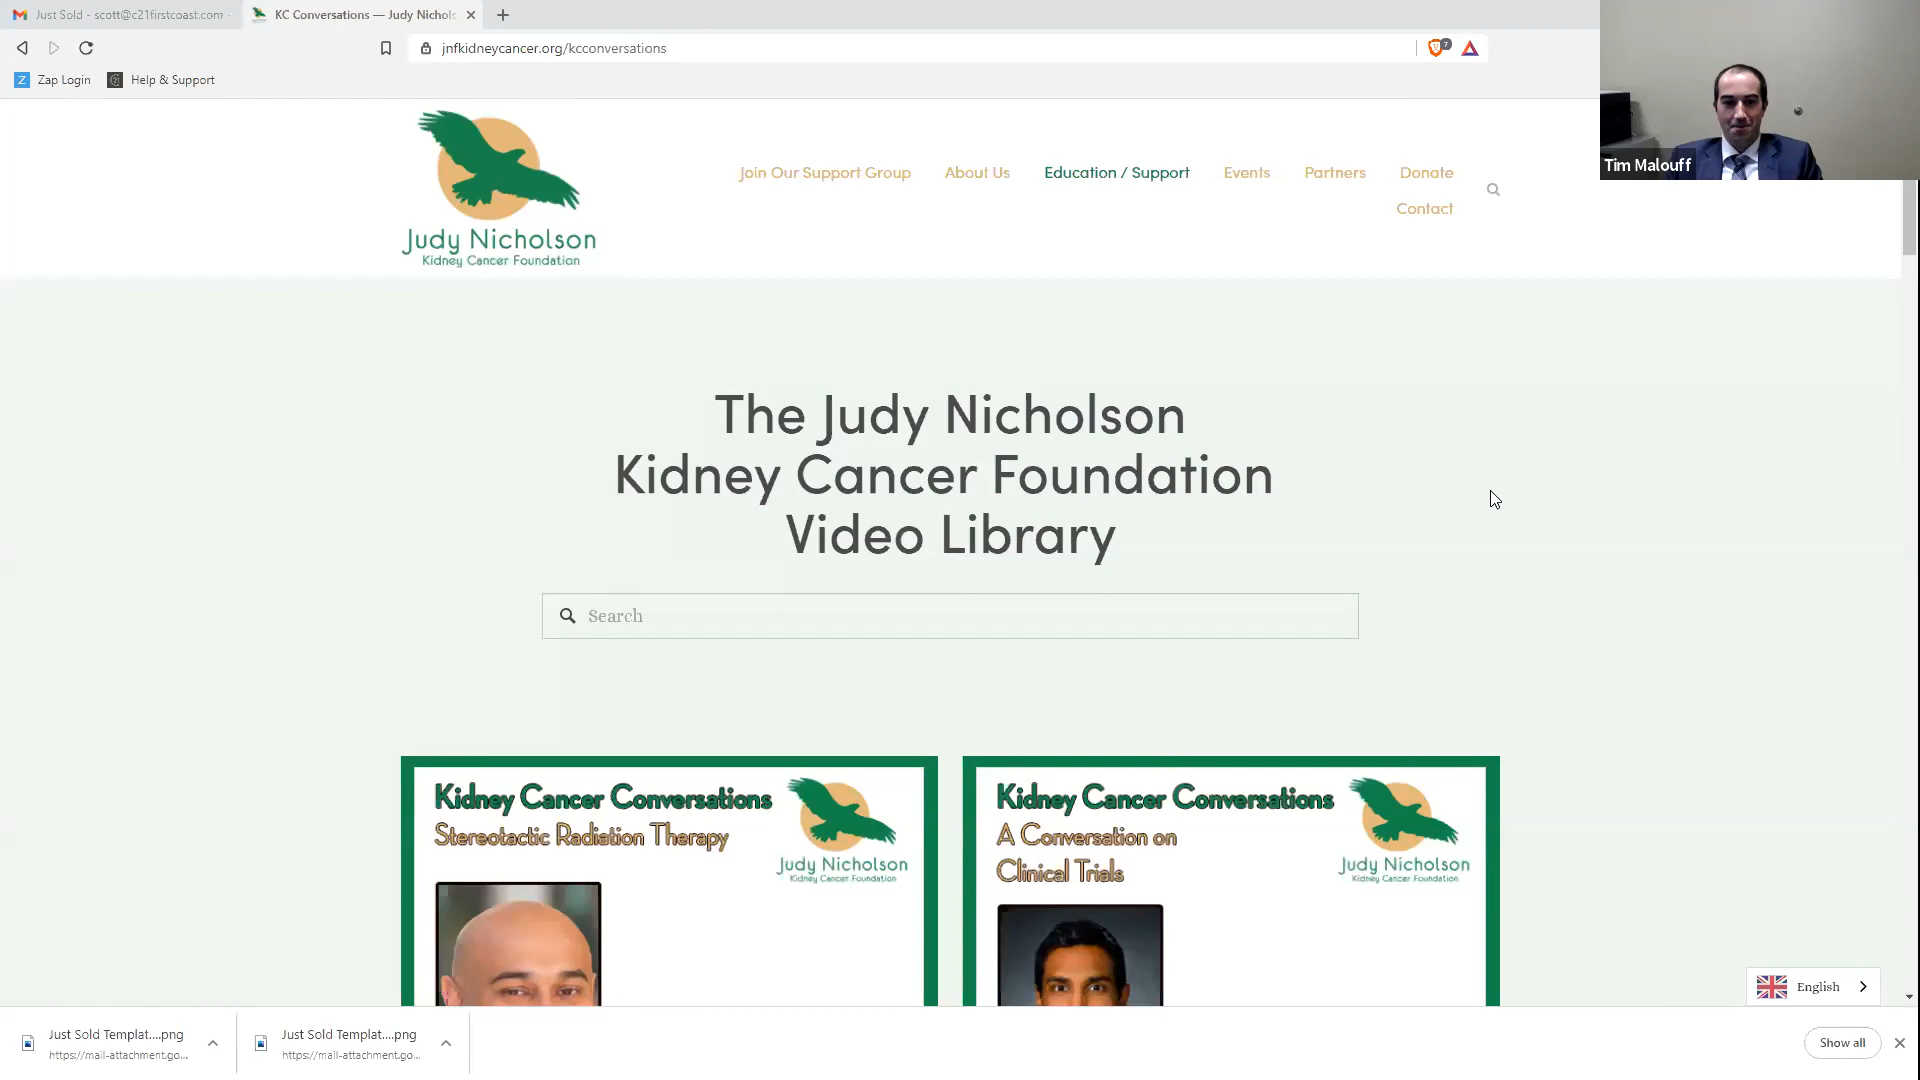 Just Sold - scott@c21firstcoast.com -
KC Conversations — Judy Nichols
jnfkidneycancer.org/kcconversations
7
Zap Login
Help & Support
Tim Malouff
Judy Nicholson
Kidney Cancer Foundation
Join Our Support Group
About Us
Education / Support
Events
Partners
Donate
Contact
The Judy Nicholson
Kidney Cancer Foundation
Video Library
Search
Kidney Cancer Conversations
Stereotactic Radiation Therapy
Judy Nicholson
Kidney Cancer Foundation
Kidney Cancer Conversations
A Conversation on
Clinical Trials
Judy Nicholson
Kidney Cancer Foundation
English
Just Sold Templat....png
https://mail-attachment.go...
Just Sold Templat....png
https://mail-attachment.go...
Show all